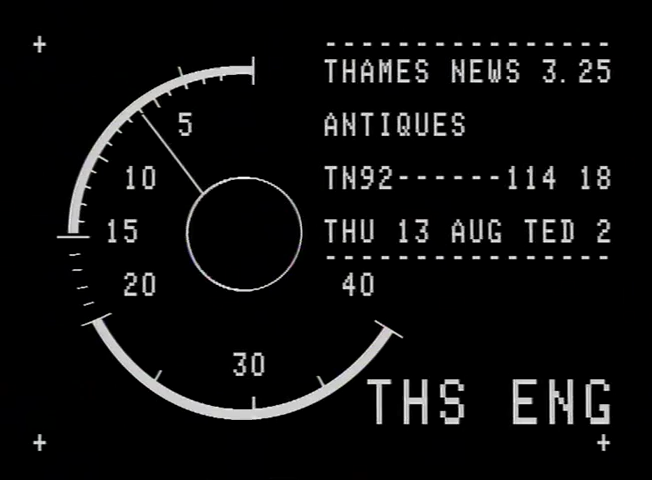 THAMES NEWS 3.25
ANTIQUES
TN92------114 18
THU 13 AUG TED 2
5
10
15
20
30
40
THS ENG